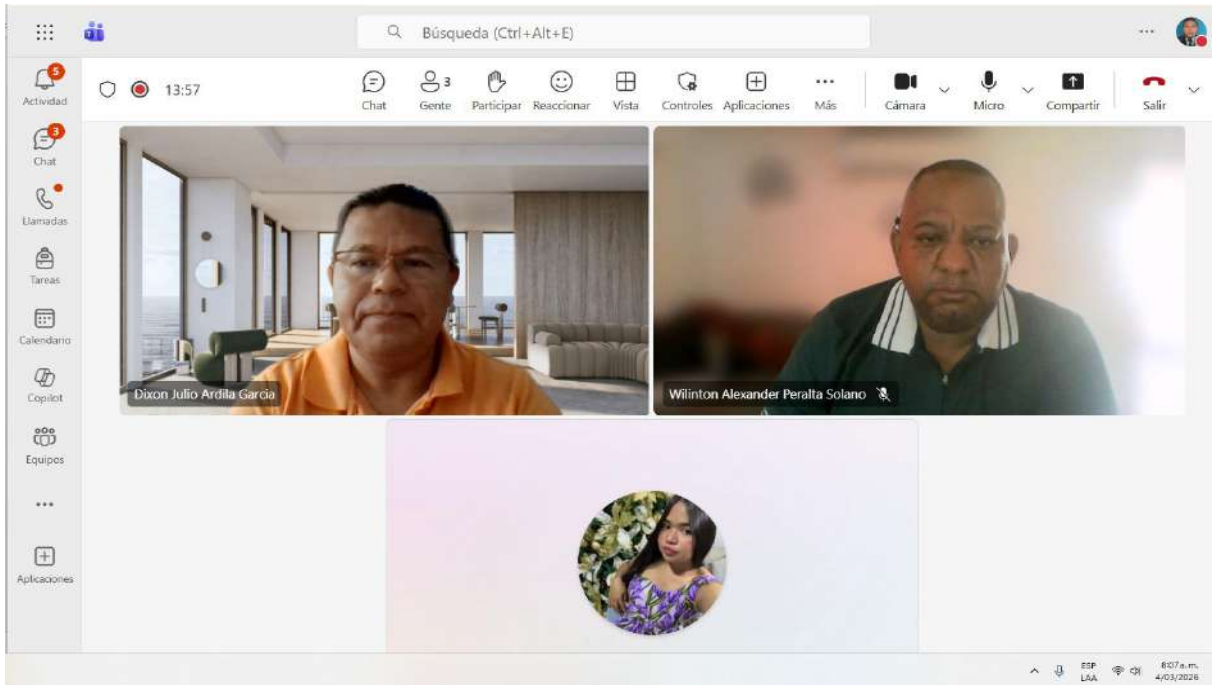 Búsqueda (Ctrl+Alt+E)
5
Actividad
13:57
Chat
3
Gente
Participar
Reaccionar
Vista
Controles
Aplicaciones
Más
Cámara
Micro
Compartir
Salir
3
Chat
Llamadas
Tareas
Calendario
Copilot
Equipos
Aplicaciones
Dixon Julio Ardila Garcia
Wilinton Alexander Peralta Solano
ESP
LAA
8:07 a.m.
4/03/2026